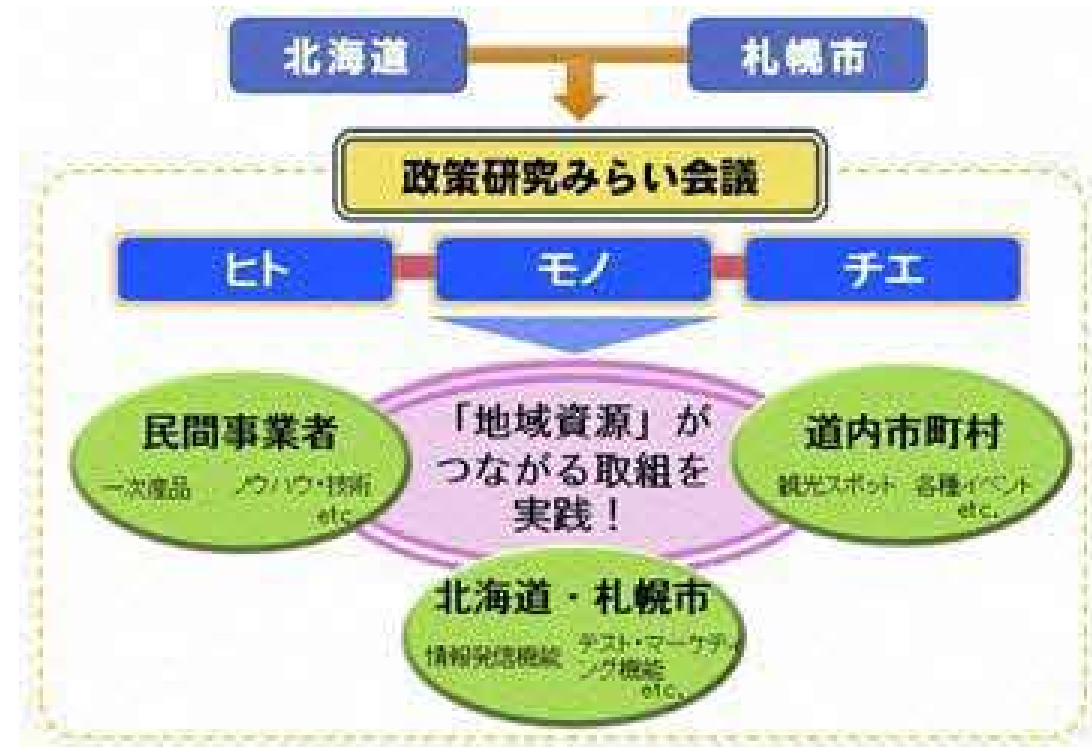 北海道
札幌市
政策研究みらい会議
ヒト
モノ
チエ
「地域資源」が
つながる取組を
実践！
民間事業者
一次産品 ノウハウ・技術
etc.
道内市町村
観光スポット 各種イベント
etc.
北海道・札幌市
情報発信機能
テスト・マーケティ
ング機能
etc.